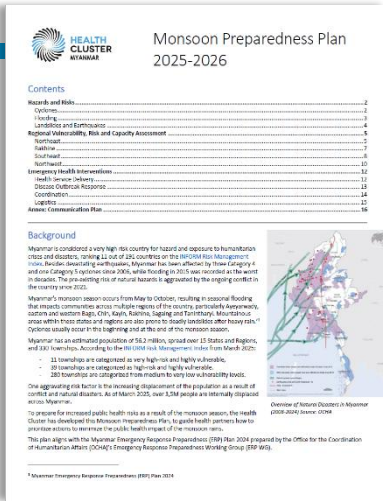 HEALTH
CLUSTER
MYANMAR
Monsoon Preparedness Plan
2025-2026
Contents
Hazards and Risks 2
Cyclones 2
Flooding 3
Landslides and Earthquakes 4
Regional Vulnerability, Risk and Capacity Assessment 5
Northeast 5
Rakhine 7
Southeast 8
Northwest 10
Emergency Health Interventions 12
Health Service Delivery 12
Disease Outbreak Response 13
Coordination 14
Logistics 15
Annex: Communication Plan 16
Background
Myanmar is considered a very high risk country for hazard and exposure to humanitarian
crises and disasters, ranking 11 out of 191 countries on the INFORM Risk Management
Index. Besides devastating earthquakes, Myanmar has been affected by three Category 4
and one Category 5 cyclones since 2006, while flooding in 2015 was recorded as the worst
in decades. The pre-existing risk of natural hazards is aggravated by the ongoing conflict in
the country since 2021.
Myanmar's monsoon season occurs from May to October, resulting in seasonal flooding
that impacts communities across multiple regions of the country, particularly Ayeyarwady,
eastern and western Bago, Chin, Kayin, Rakhine, Sagaing and Tanintharyi. Mountainous
areas within these states and regions are also prone to deadly landslides after heavy rain.
Cyclones usually occur in the beginning and at the end of the monsoon season.
Myanmar has an estimated population of 56.2 million, spread over 15 States and Regions,
and 330 Townships. According to the INFORM Risk Management Index from March 2025:
- 11 townships are categorized as very high-risk and highly vulnerable.
- 39 townships are categorized as high-risk and highly vulnerable.
- 280 townships are categorized from medium to very low vulnerability levels.
One aggravating risk factor is the increasing displacement of the population as a result of
conflict and natural disasters. As of March 2025, over 3,5M people are internally displaced
across Myanmar.
To prepare for increased public health risks as a result of the monsoon season, the Health
Cluster has developed this Monsoon Preparedness Plan, to guide health partners how to
prioritize actions to minimize the public health impact of the monsoon rains.
This plan aligns with the Myanmar Emergency Response Preparedness (ERP) Plan 2024 prepared by the Office for the Coordination
of Humanitarian Affairs (OCHA)'s Emergency Response Preparedness Working Group (ERP WG).
Overview of Natural Disasters in Myanmar
(2008-2024) Source: OCHA
Myanmar Emergency Response Preparedness (ERP) Plan 2024